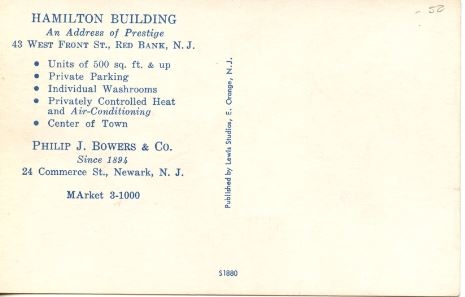 HAMILTON BUILDING
An Address of Prestige
43 WEST FRONT ST., RED BANK, N. J.
• Units of 500 sq. ft. & up
• Private Parking
• Individual Washrooms
• Privately Controlled Heat
and Air-Conditioning
• Center of Town
PHILIP J. BOWERS & CO.
Since 1894
24 Commerce St., Newark, N. J.
MArket 3-1000
Published by Lewis Studios, E. Orange, N. J.
S1880
.50